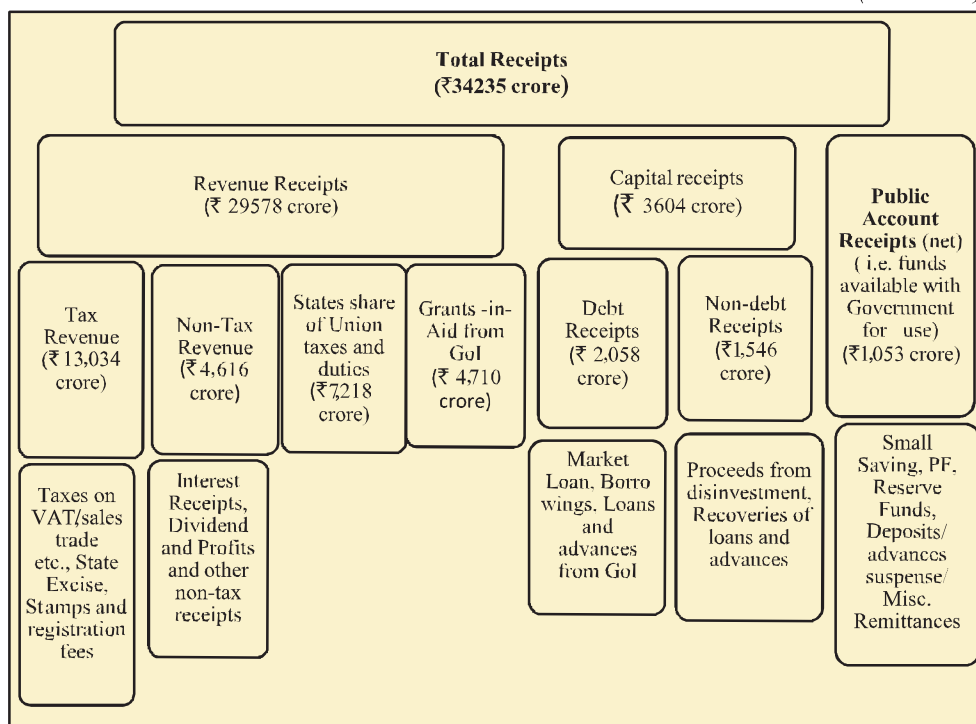 Total Receipts
(₹34235 crore)
Revenue Receipts
(₹ 29578 crore)
Capital receipts
(₹ 3604 crore)
Public
Account
Receipts (net)
( i.e. funds
available with
Government
for use)
(₹1,053 crore)
Tax
Revenue
(₹ 13,034
crore)
Non-Tax
Revenue
(₹4,616
crore)
States share
of Union
taxes and
duties
(₹7,218
crore)
Grants -in-
Aid from
GoI
(₹ 4,710
crore)
Debt
Receipts
(₹ 2,058
crore)
Non-debt
Receipts
(₹1,546
crore)
Taxes on
VAT/sales
trade
etc., State
Excise,
Stamps and
registration
fees
Interest
Receipts,
Dividend
and Profits
and other
non-tax
receipts
Market
Loan, Borro
wings, Loans
and
advances
from GoI
Proceeds from
disinvestment,
Recoveries of
loans and
advances
Small
Saving, PF,
Reserve
Funds,
Deposits/
advances
suspense/
Misc.
Remittances